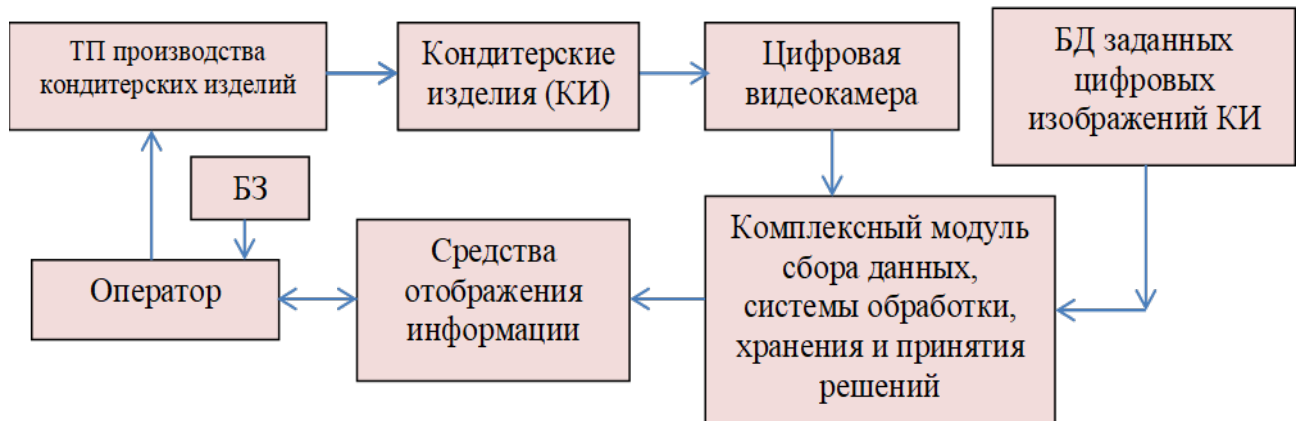 ТП производства
кондитерских изделий
Кондитерские
изделия (КИ)
Цифровая
видеокамера
БД заданных
цифровых
изображений КИ
БЗ
Оператор
Средства
отображения
информации
Комплексный модуль
сбора данных,
системы обработки,
хранения и принятия
решений